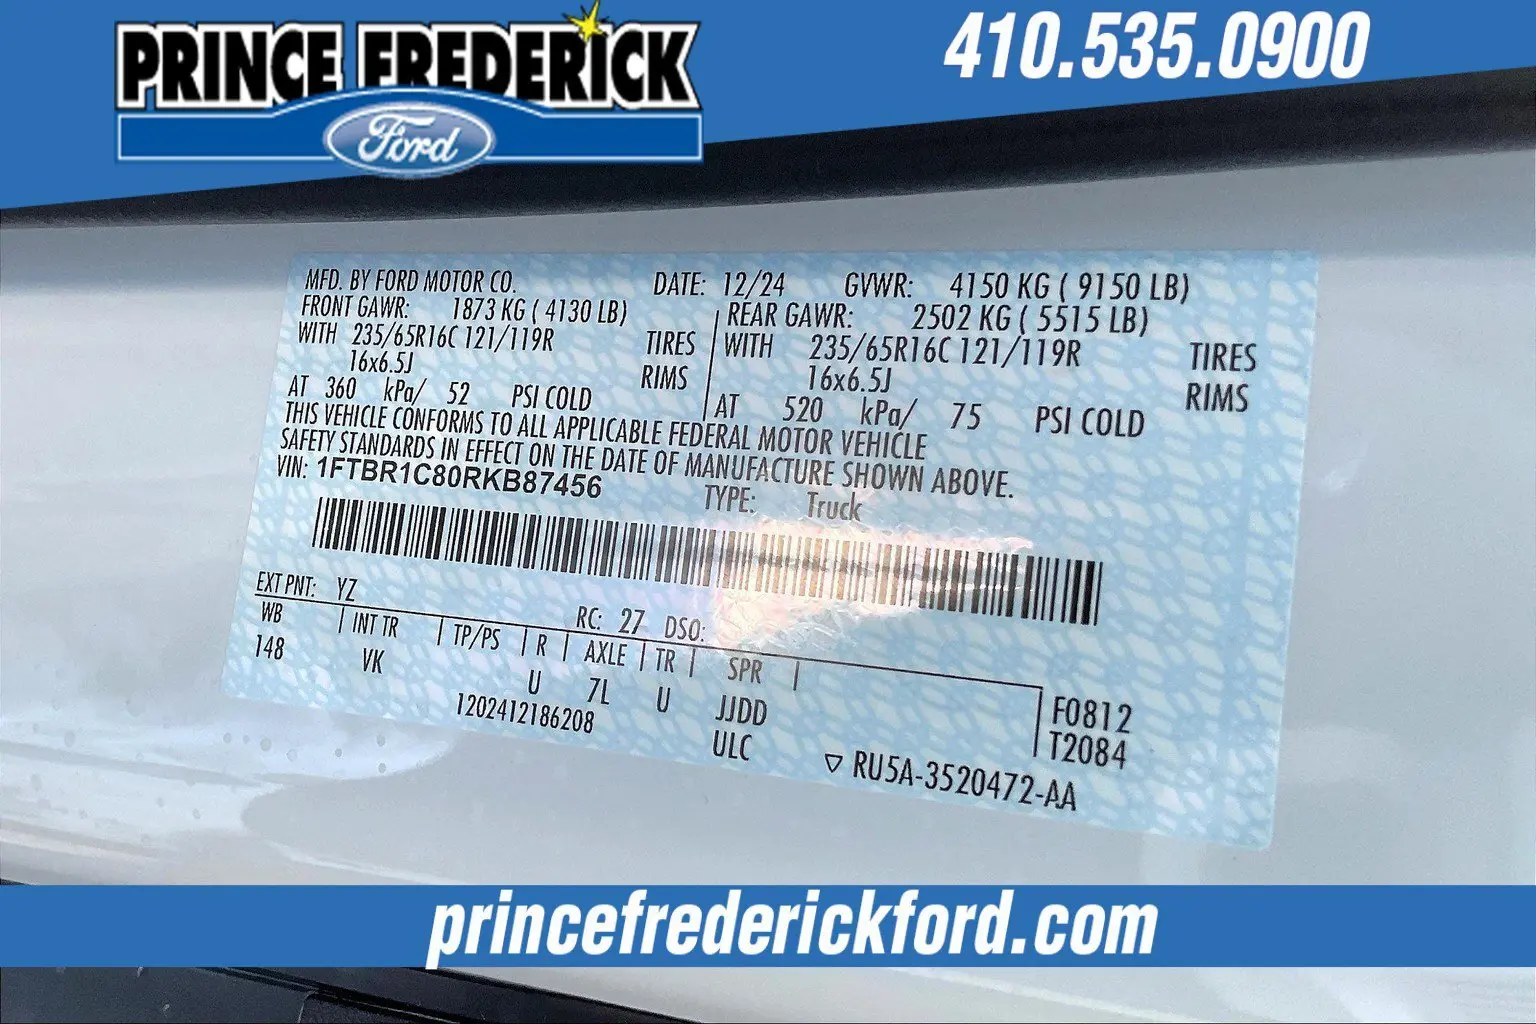 PRINCE FREDERICK
Ford
410.535.0900
MFD. BY FORD MOTOR CO. DATE: 12/24 GVWR: 4150 KG ( 9150 LB)
FRONT GAWR: 1873 KG ( 4130 LB) REAR GAWR: 2502 KG ( 5515 LB)
WITH 235/65R16C 121/119R TIRES WITH 235/65R16C 121/119R TIRES
16x6.5J RIMS 16x6.5J RIMS
AT 360 kPa/ 52 PSI COLD AT 520 kPa/ 75 PSI COLD
THIS VEHICLE CONFORMS TO ALL APPLICABLE FEDERAL MOTOR VEHICLE
SAFETY STANDARDS IN EFFECT ON THE DATE OF MANUFACTURE SHOWN ABOVE.
VIN: 1FTBR1C80RKB87456 TYPE: Truck
EXT PNT: YZ RC: 27 DSO:
WB INT TR TP/PS R AXLE TR SPR
148 VK U 7L U JJDD F0812
1202412186208 ULC T2084
RU5A-3520472-AA
princefrederickford.com